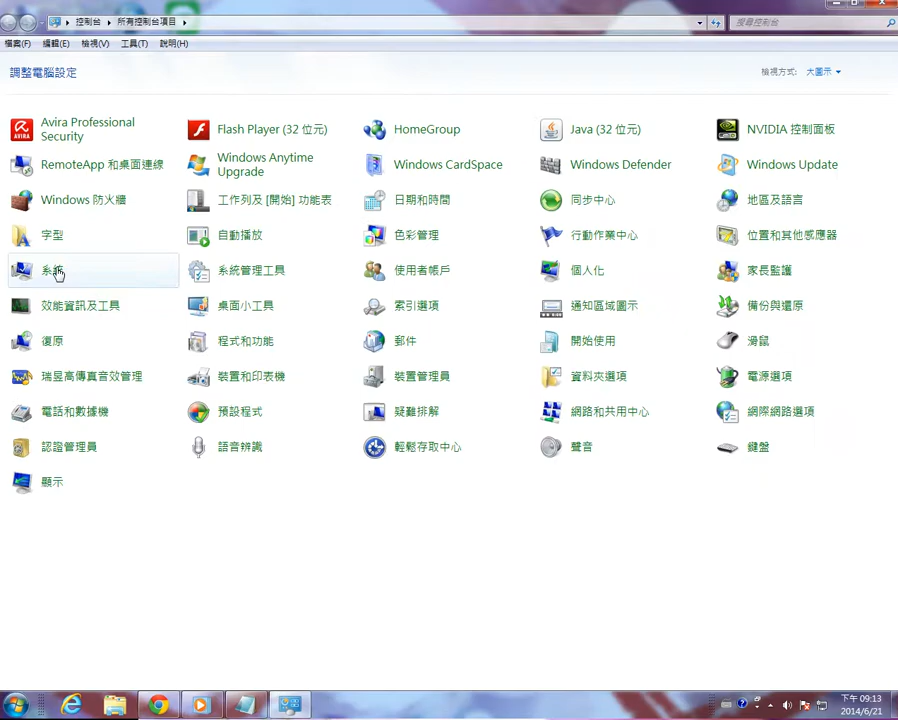 控制台 ▸ 所有控制台項目 ▸
搜尋控制台
檔案(F) 編輯(E) 檢視(V) 工具(T) 說明(H)
調整電腦設定
檢視方式: 大圖示
Avira Professional Security
Flash Player (32 位元)
HomeGroup
Java (32 位元)
NVIDIA 控制面板
RemoteApp 和桌面連線
Windows Anytime Upgrade
Windows CardSpace
Windows Defender
Windows Update
Windows 防火牆
工作列及 [開始] 功能表
日期和時間
同步中心
地區及語言
字型
自動播放
色彩管理
行動作業中心
位置和其他感應器
系統
系統管理工具
使用者帳戶
個人化
家長監護
效能資訊及工具
桌面小工具
索引選項
通知區域圖示
備份與還原
復原
程式和功能
郵件
開始使用
滑鼠
瑞昱高傳真音效管理
裝置和印表機
裝置管理員
資料夾選項
電源選項
電話和數據機
預設程式
疑難排解
網路和共用中心
網際網路選項
認證管理員
語音辨識
輕鬆存取中心
聲音
鍵盤
顯示
下午 09:13
2014/6/21